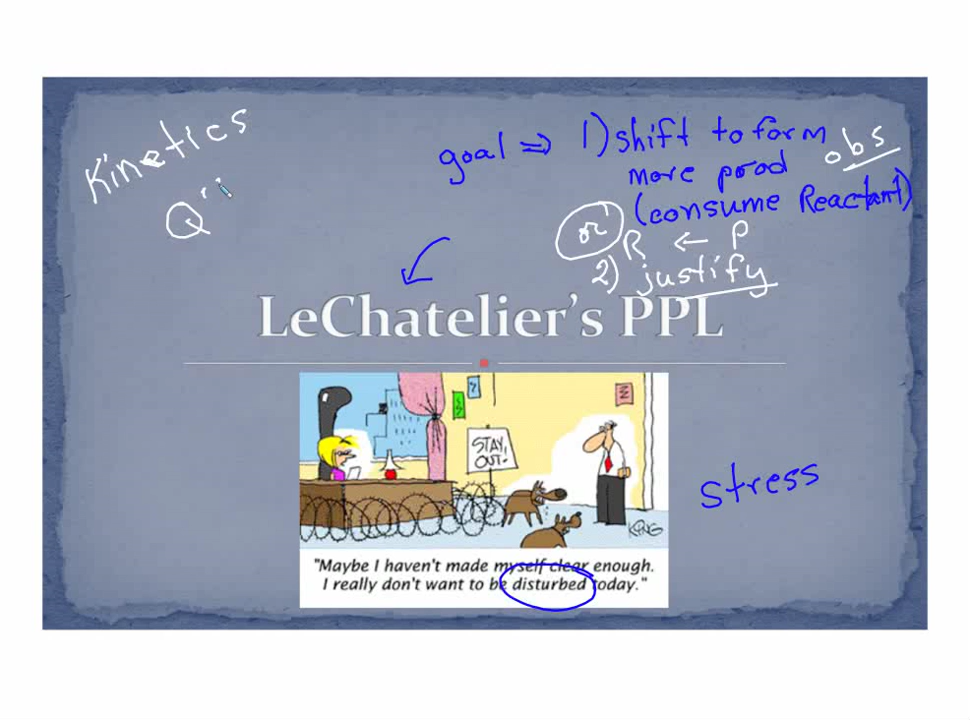 Kinetics
Q
goal ⇒ 1) shift to form
more prod
obs
(consume Reactant)
or
R ← P
2) justify
LeChatelier's PPL
STAY
OUT!
stress
KING
"Maybe I haven't made myself clear enough.
I really don't want to be disturbed today."